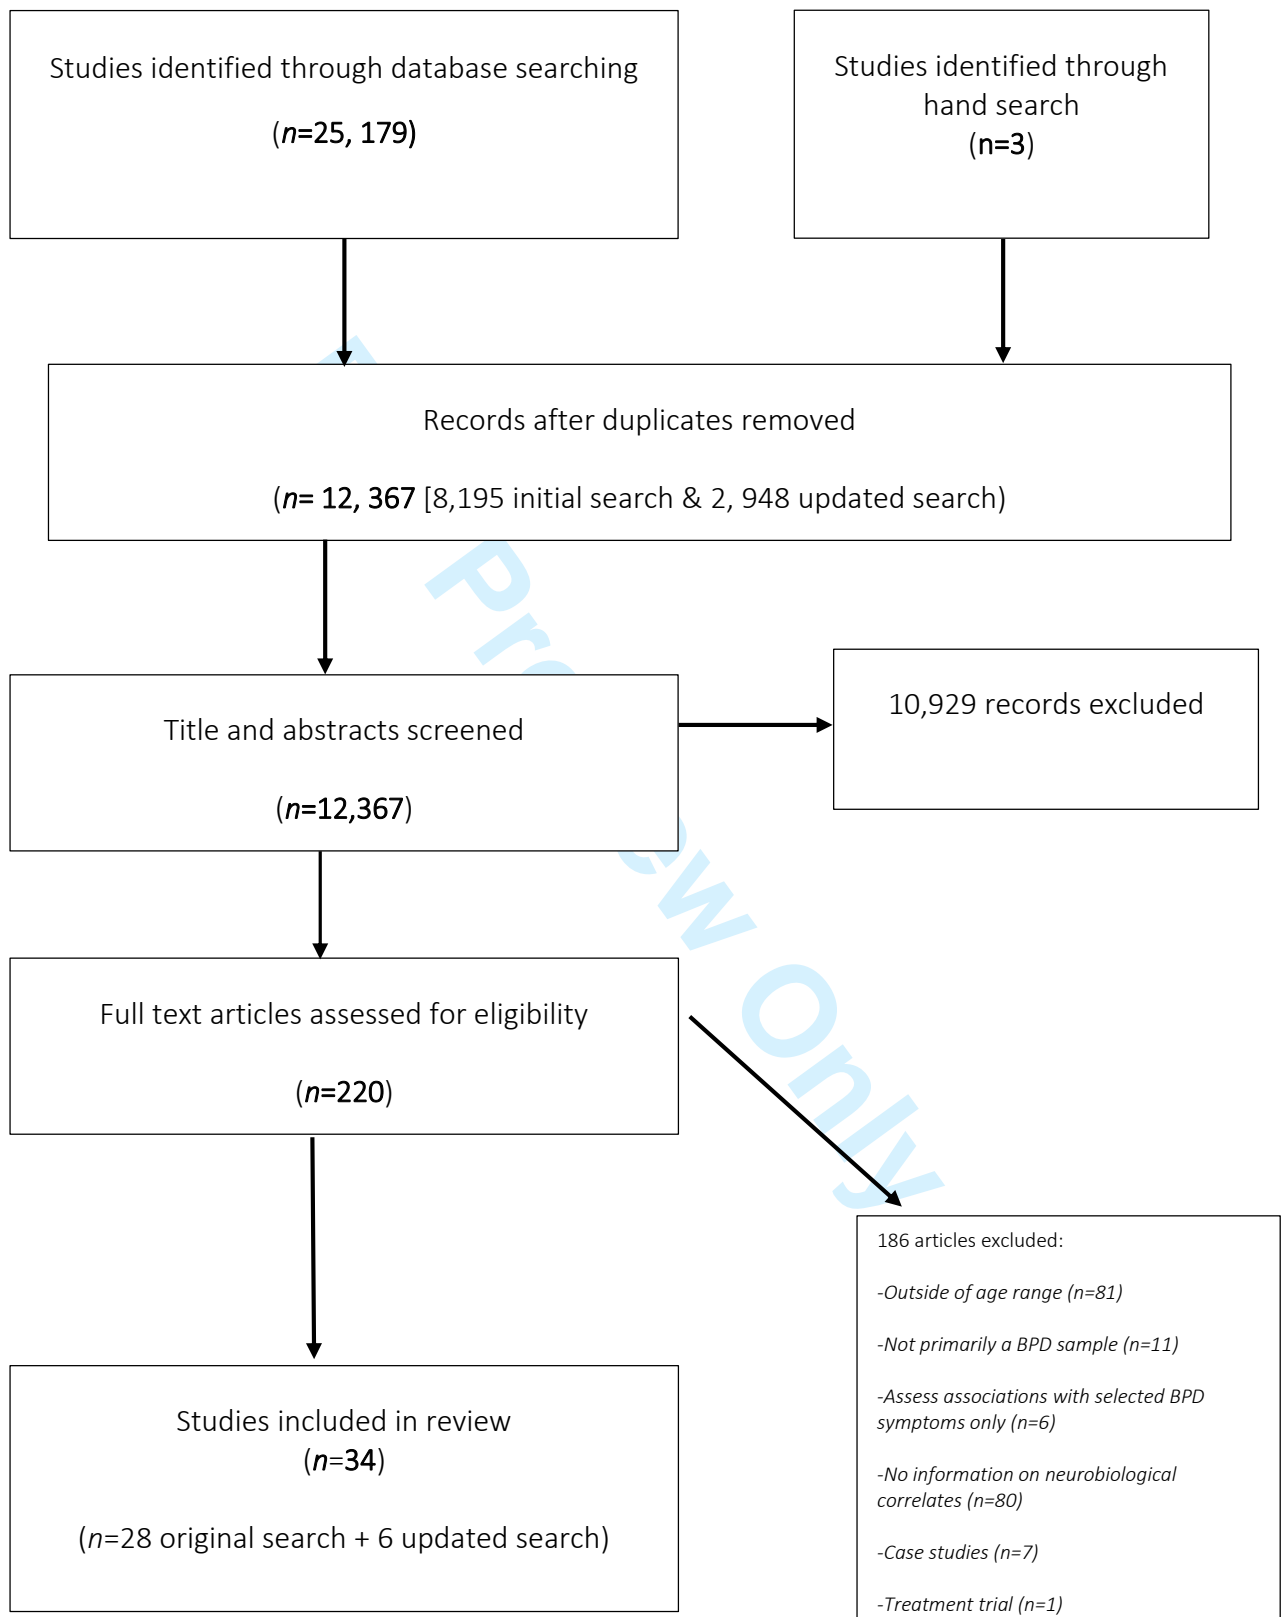 Studies identified through database searching
(n=25, 179)
Studies identified through
hand search
(n=3)
Records after duplicates removed
(n= 12, 367 [8,195 initial search & 2, 948 updated search)
Title and abstracts screened
(n=12,367)
10,929 records excluded
Full text articles assessed for eligibility
(n=220)
186 articles excluded:
-Outside of age range (n=81)
-Not primarily a BPD sample (n=11)
-Assess associations with selected BPD
symptoms only (n=6)
-No information on neurobiological
correlates (n=80)
-Case studies (n=7)
-Treatment trial (n=1)
Studies included in review
(n=34)
(n=28 original search + 6 updated search)
Only